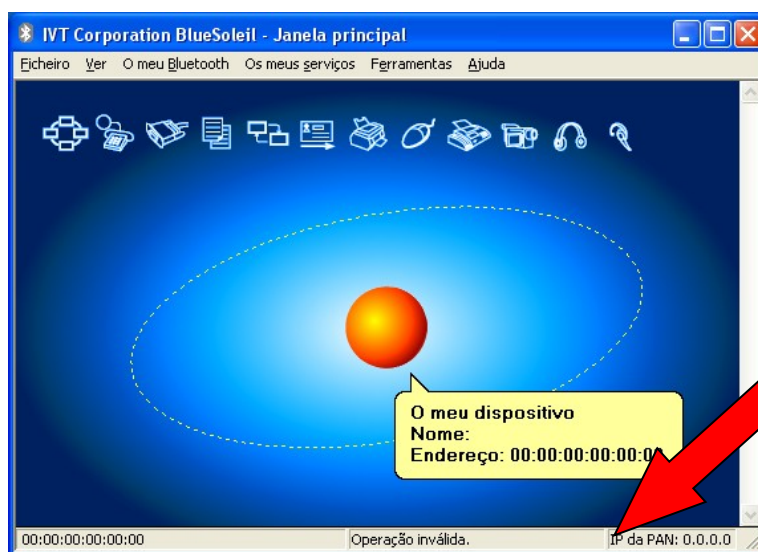 IVT Corporation BlueSoleil - Janela principal
Ficheiro Ver O meu Bluetooth Os meus serviços Ferramentas Ajuda
O meu dispositivo
Nome:
Endereço: 00:00:00:00:00:00
00:00:00:00:00:00 Operação inválida. IP da PAN: 0.0.0.0